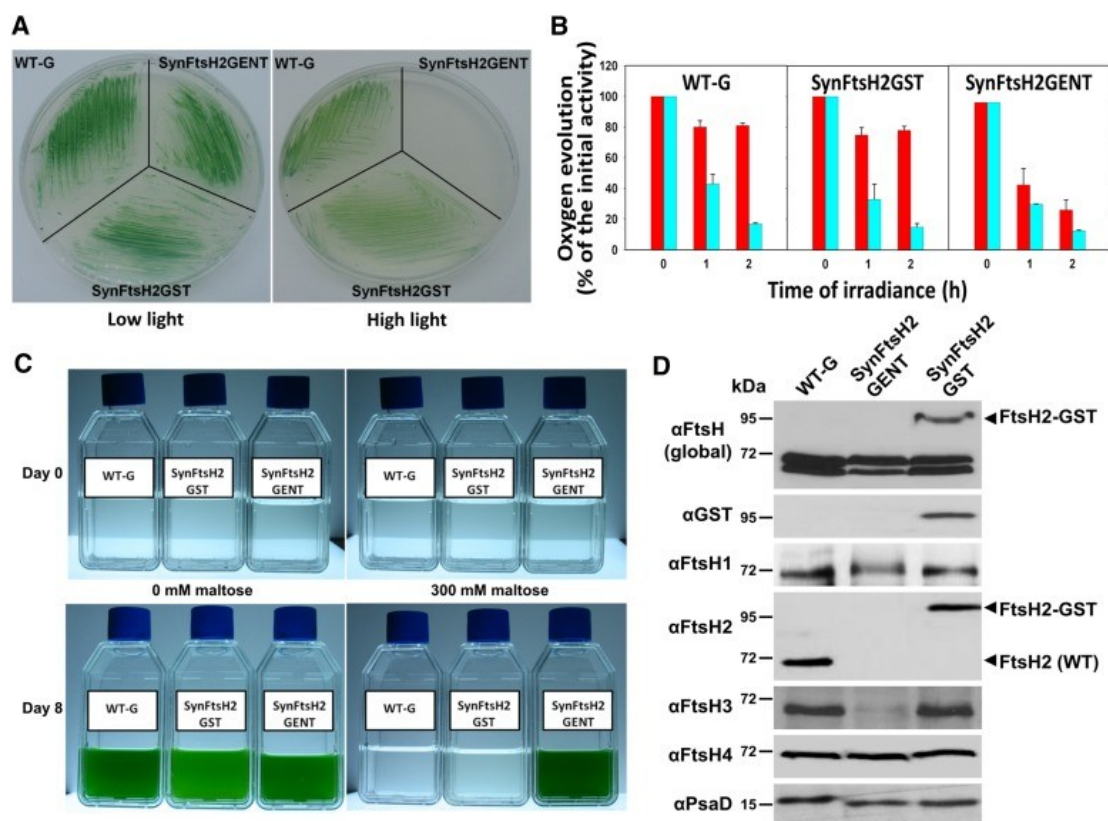 A
WT-G
SynFtsH2GENT
SynFtsH2GST
Low light
WT-G
SynFtsH2GENT
SynFtsH2GST
High light
B
Oxygen evolution
(% of the initial activity)
120
100
80
60
40
20
0
WT-G
SynFtsH2GST
SynFtsH2GENT
0 1 2 0 1 2 0 1 2
Time of irradiance (h)
C
Day 0
WT-G
SynFtsH2
GST
SynFtsH2
GENT
WT-G
SynFtsH2
GST
SynFtsH2
GENT
0 mM maltose
300 mM maltose
Day 8
WT-G
SynFtsH2
GST
SynFtsH2
GENT
WT-G
SynFtsH2
GST
SynFtsH2
GENT
D
kDa
WT-G
SynFtsH2
GENT
SynFtsH2
GST
αFtsH
(global)
95
72
FtsH2-GST
αGST
95
αFtsH1
72
αFtsH2
95
72
FtsH2-GST
FtsH2 (WT)
αFtsH3
72
αFtsH4
72
αPsaD
15